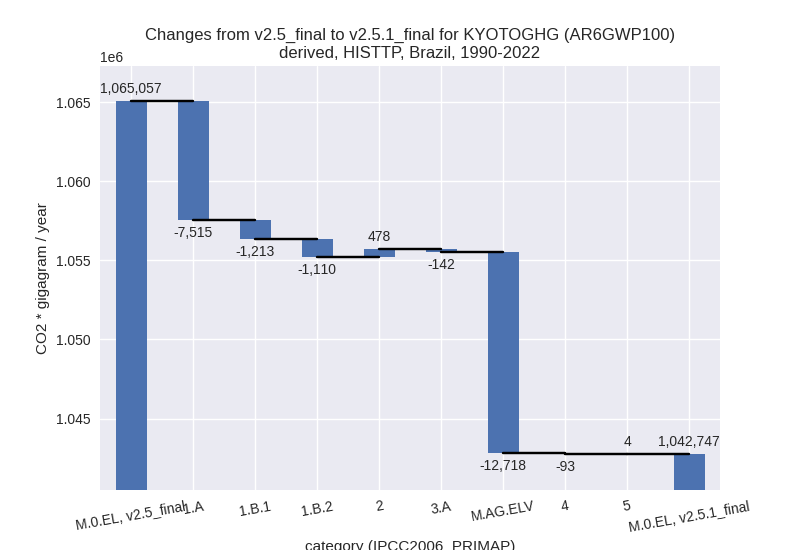 Changes from v2.5_final to v2.5.1_final for KYOTOGHG (AR6GWP100)
derived, HISTTP, Brazil, 1990-2022
1e6
1.065
1.060
1.055
1.050
1.045
CO2 * gigagram / year
1,065,057
-7,515
-1,213
-1,110
478
-142
-12,718
-93
4
1,042,747
M.0.EL, v2.5_final
1.A
1.B.1
1.B.2
2
3.A
M.AG.ELV
4
5
M.0.EL, v2.5.1_final
category (IPCC2006_PRIMAP)